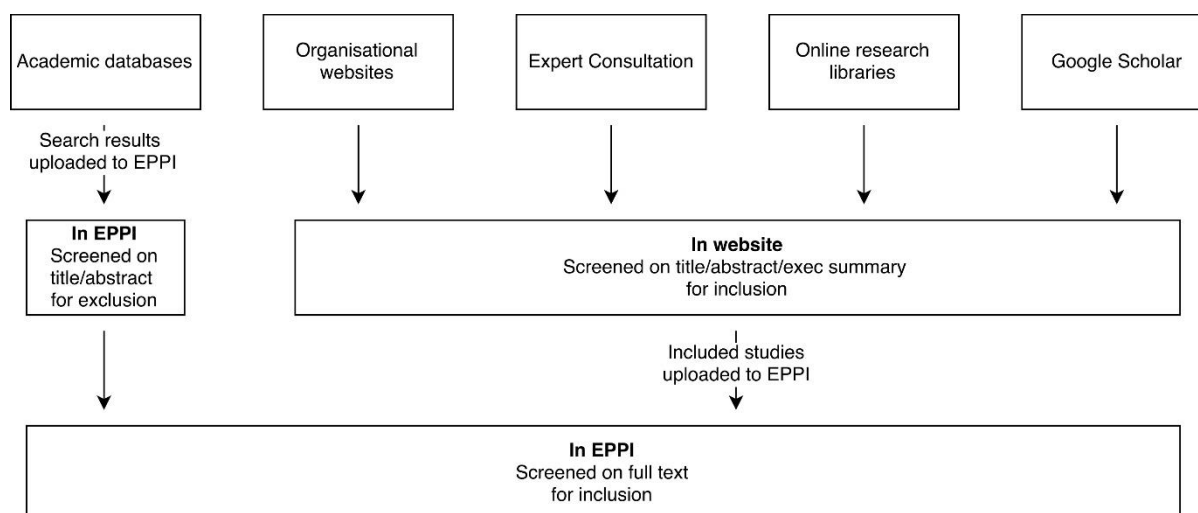 Academic databases
Organisational
websites
Expert Consultation
Online research
libraries
Google Scholar
Search results
uploaded to EPPI
In EPPI
Screened on
title/abstract
for exclusion
In website
Screened on title/abstract/exec summary
for inclusion
Included studies
uploaded to EPPI
In EPPI
Screened on full text
for inclusion